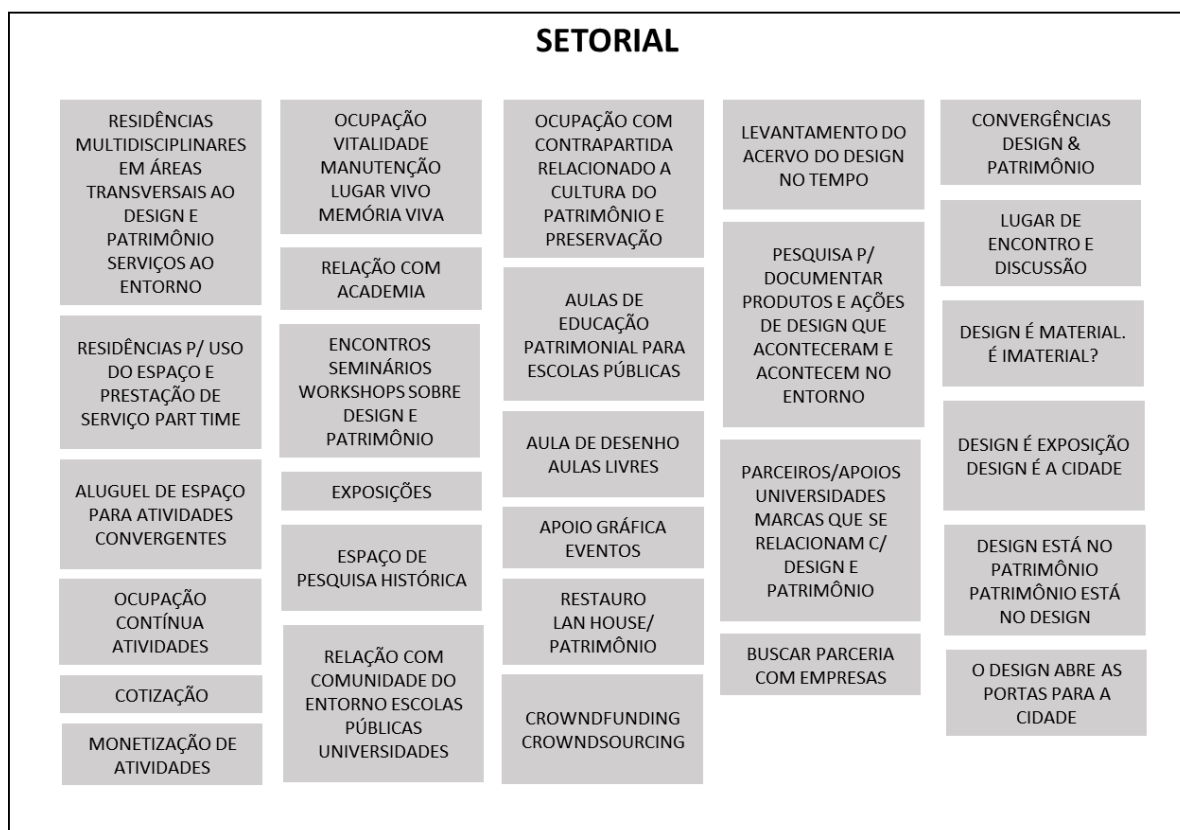 SETORIAL
RESIDÊNCIAS
MULTIDISCIPLINARES
EM ÁREAS
TRANSVERSAIS AO
DESIGN E
PATRIMÔNIO
SERVIÇOS AO
ENTORNO
RESIDÊNCIAS P/ USO
DO ESPAÇO E
PRESTAÇÃO DE
SERVIÇO PART TIME
ALUGUEL DE ESPAÇO
PARA ATIVIDADES
CONVERGENTES
OCUPAÇÃO
CONTÍNUA
ATIVIDADES
COTIZAÇÃO
MONETIZAÇÃO DE
ATIVIDADES
OCUPAÇÃO
VITALIDADE
MANUTENÇÃO
LUGAR VIVO
MEMÓRIA VIVA
RELAÇÃO COM
ACADEMIA
ENCONTROS
SEMINÁRIOS
WORKSHOPS SOBRE
DESIGN E
PATRIMÔNIO
EXPOSIÇÕES
ESPAÇO DE
PESQUISA HISTÓRICA
RELAÇÃO COM
COMUNIDADE DO
ENTORNO ESCOLAS
PÚBLICAS
UNIVERSIDADES
OCUPAÇÃO COM
CONTRAPARTIDA
RELACIONADO A
CULTURA DO
PATRIMÔNIO E
PRESERVAÇÃO
AULAS DE
EDUCAÇÃO
PATRIMONIAL PARA
ESCOLAS PÚBLICAS
AULA DE DESENHO
AULAS LIVRES
APOIO GRÁFICA
EVENTOS
RESTAURO
LAN HOUSE/
PATRIMÔNIO
CROWNDFUNDING
CROWNDSOURCING
LEVANTAMENTO DO
ACERVO DO DESIGN
NO TEMPO
PESQUISA P/
DOCUMENTAR
PRODUTOS E AÇÕES
DE DESIGN QUE
ACONTECERAM E
ACONTECEM NO
ENTORNO
PARCEIROS/APOIOS
UNIVERSIDADES
MARCAS QUE SE
RELACIONAM C/
DESIGN E
PATRIMÔNIO
BUSCAR PARCERIA
COM EMPRESAS
CONVERGÊNCIAS
DESIGN &
PATRIMÔNIO
LUGAR DE
ENCONTRO E
DISCUSSÃO
DESIGN É MATERIAL.
É IMATERIAL?
DESIGN É EXPOSIÇÃO
DESIGN É A CIDADE
DESIGN ESTÁ NO
PATRIMÔNIO
PATRIMÔNIO ESTÁ
NO DESIGN
O DESIGN ABRE AS
PORTAS PARA A
CIDADE